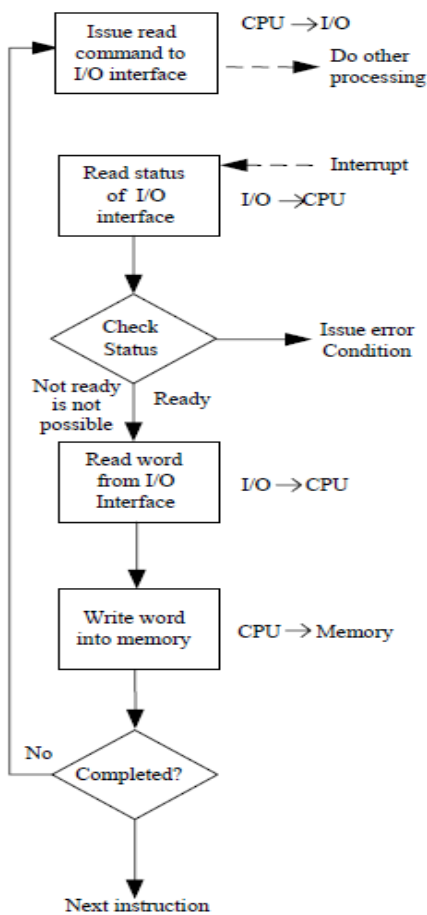 Issue read
command to
I/O interface
CPU → I/O
Do other
processing
Interrupt
Read status
of I/O
interface
I/O → CPU
Check
Status
Issue error
Condition
Not ready
is not
possible
Ready
Read word
from I/O
Interface
I/O → CPU
Write word
into memory
CPU → Memory
No
Completed?
Next instruction